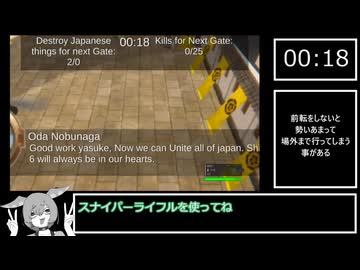 Destroy Japanese
things for next Gate:
2/0
00:18
Kills for Next Gate:
0/25
00:18
前転をしないと
勢いあまって
場外まで行ってしまう
事がある
Oda Nobunaga
Good work yasuke, Now we can Unite all of japan, Shi
6 will always be in our hearts.
スナイパーライフルを使ってね